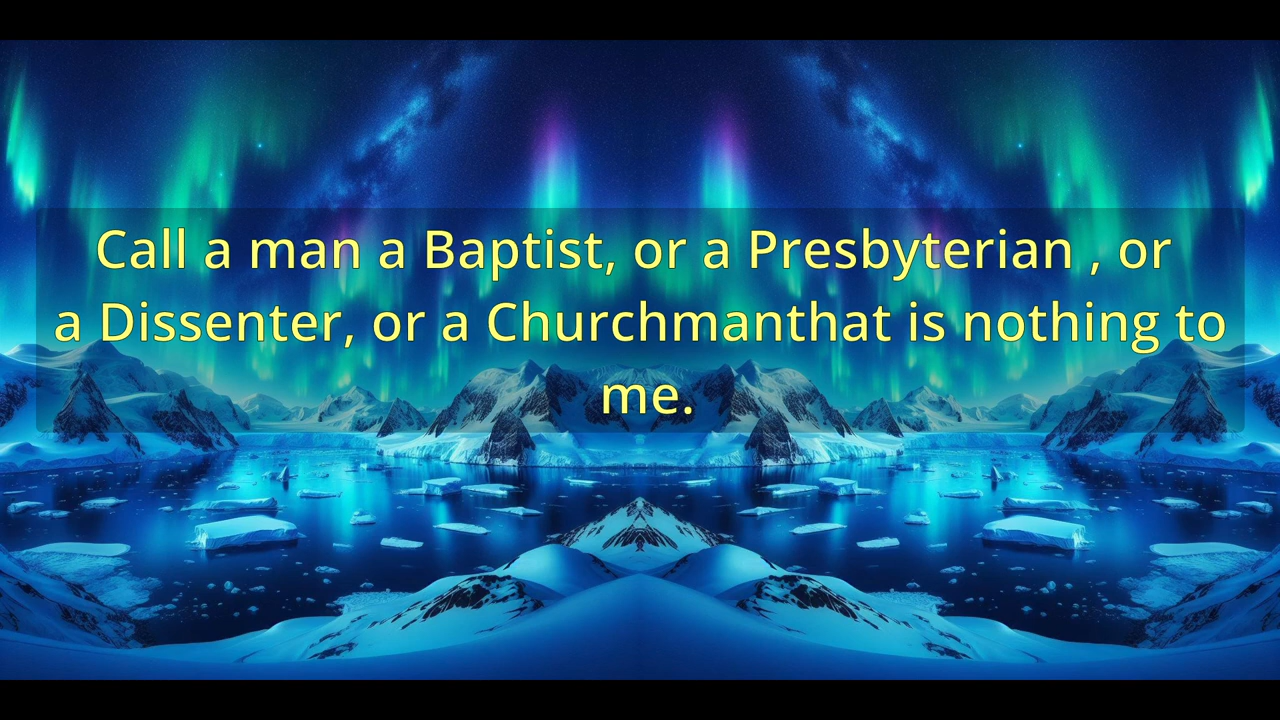 Call a man a Baptist, or a Presbyterian , or
a Dissenter, or a Churchmanthat is nothing to
me.